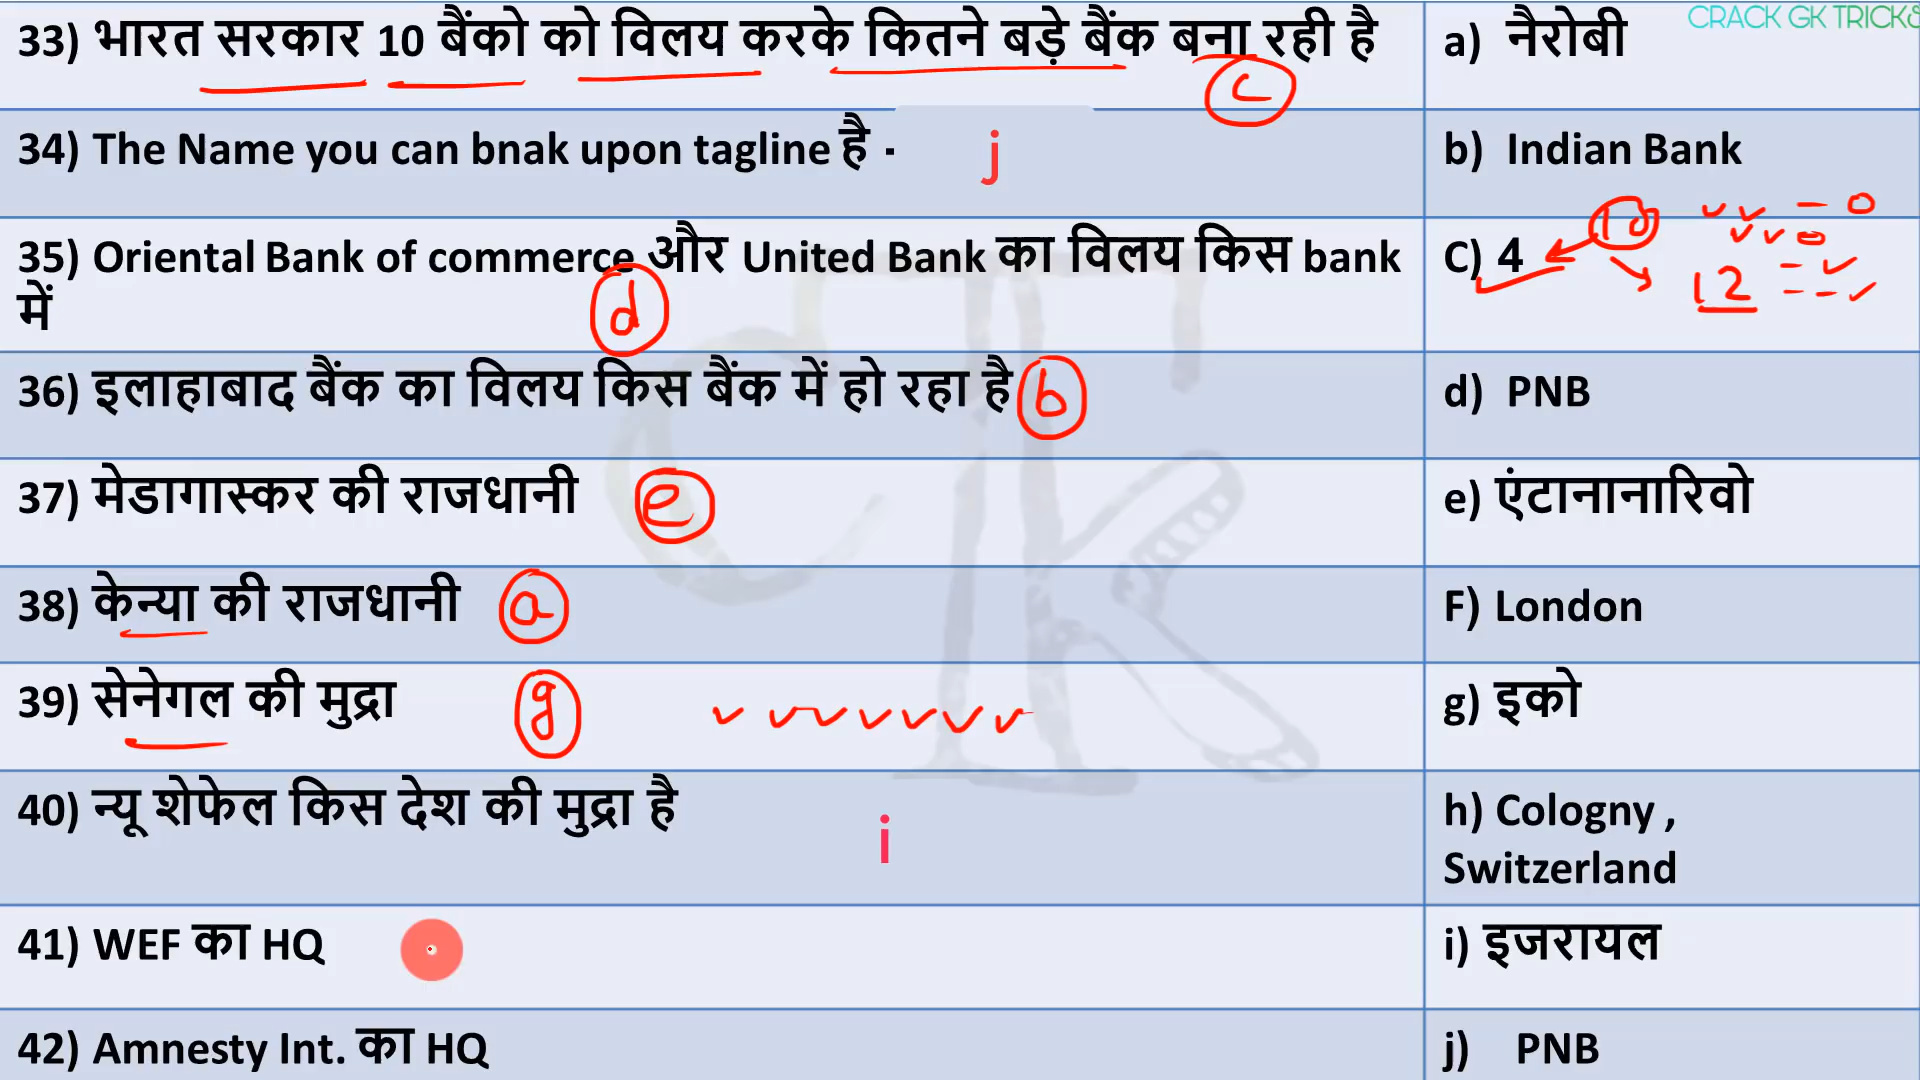 CRACK GK TRICKS
33) भारत सरकार 10 बैंको को विलय करके कितने बड़े बैंक बना रही है
c
a) नैरोबी
34) The Name you can bnak upon tagline है -
j
b) Indian Bank
35) Oriental Bank of commerce और United Bank का विलय किस bank
में
d
C) 4
10
12
36) इलाहाबाद बैंक का विलय किस बैंक में हो रहा है
b
d) PNB
37) मेडागास्कर की राजधानी
e
e) एंटानानारिवो
38) केन्या की राजधानी
a
F) London
39) सेनेगल की मुद्रा
g
g) इको
40) न्यू शेफेल किस देश की मुद्रा है
i
h) Cologny ,
Switzerland
41) WEF का HQ
i) इजरायल
42) Amnesty Int. का HQ
j) PNB